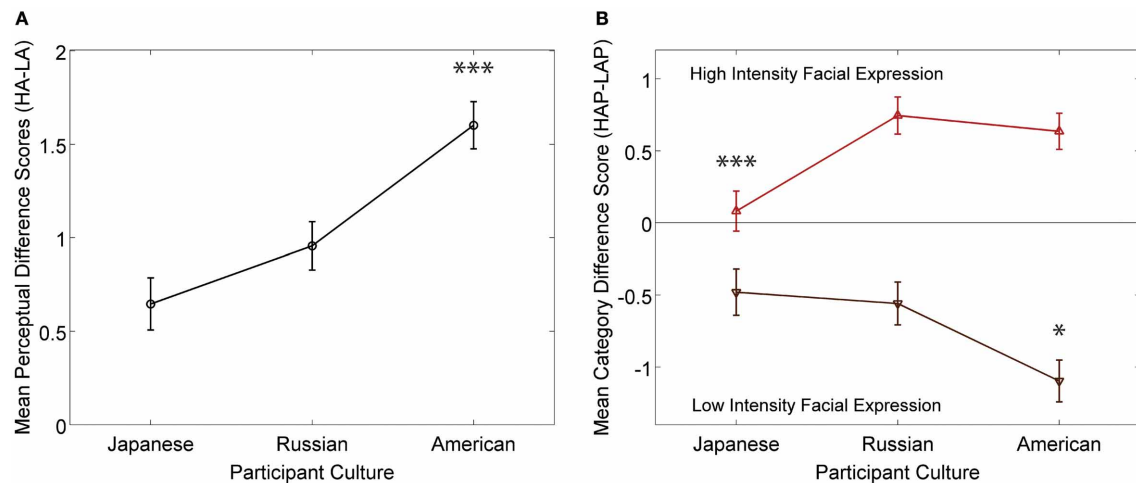 A
Mean Perceptual Difference Scores (HA-LA)
2
1.5
1
0.5
0
***
Japanese
Russian
American
Participant Culture
B
Mean Category Difference Score (HAP-LAP)
1
0.5
0
-0.5
-1
High Intensity Facial Expression
***
*
Low Intensity Facial Expression
Japanese
Russian
American
Participant Culture